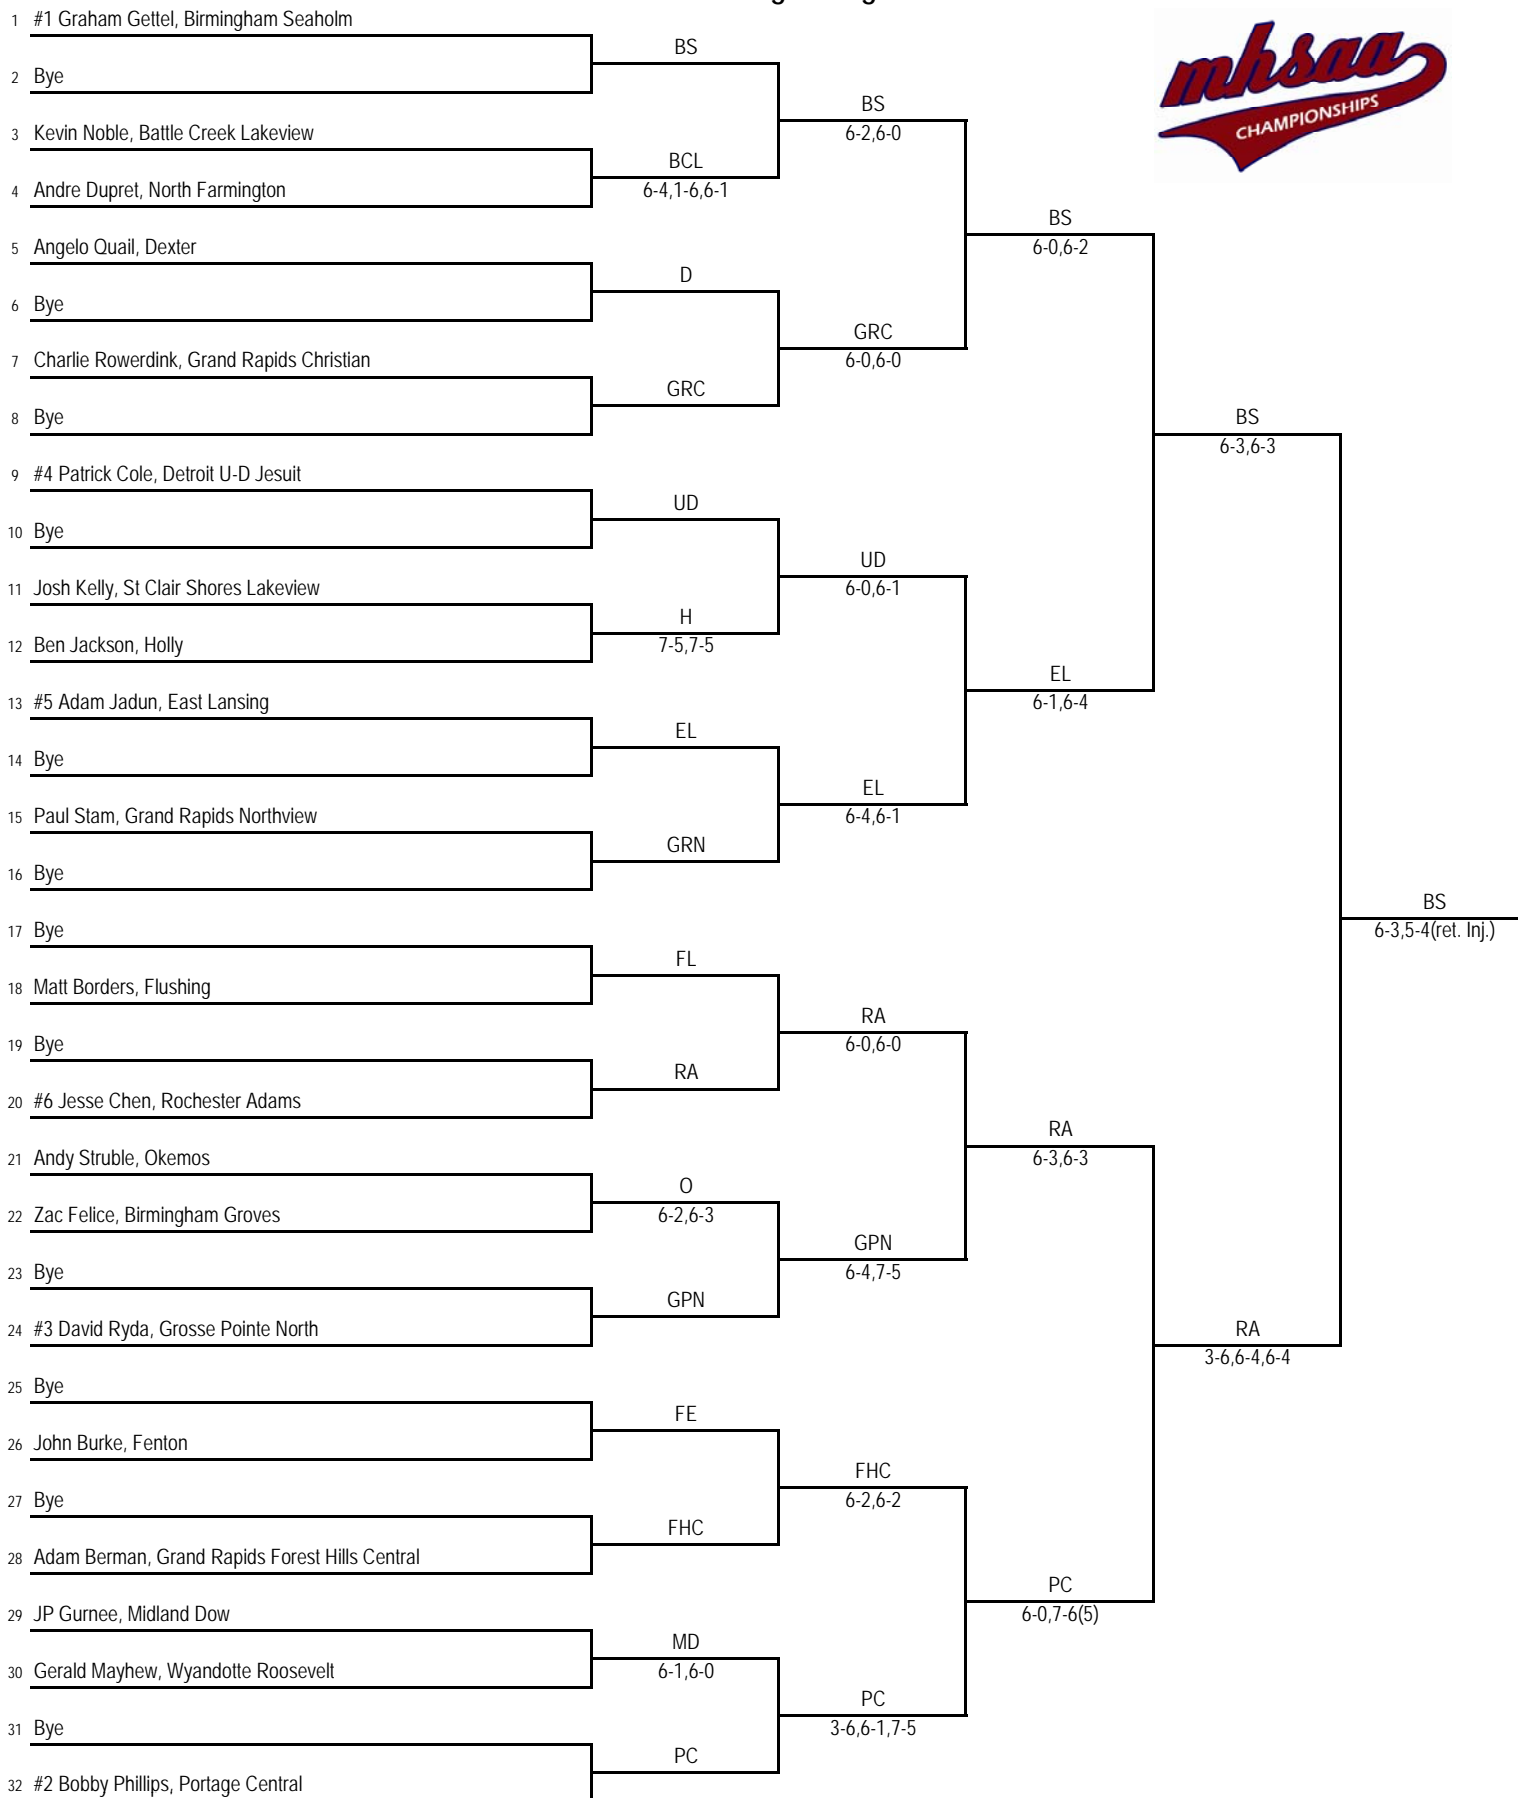 1 #1 Graham Gettel, Birmingham Seaholm
2 Bye
3 Kevin Noble, Battle Creek Lakeview
4 Andre Dupret, North Farmington
5 Angelo Quail, Dexter
6 Bye
7 Charlie Rowerdink, Grand Rapids Christian
8 Bye
9 #4 Patrick Cole, Detroit U-D Jesuit
10 Bye
11 Josh Kelly, St Clair Shores Lakeview
12 Ben Jackson, Holly
13 #5 Adam Jadun, East Lansing
14 Bye
15 Paul Stam, Grand Rapids Northview
16 Bye
17 Bye
18 Matt Borders, Flushing
19 Bye
20 #6 Jesse Chen, Rochester Adams
21 Andy Struble, Okemos
22 Zac Felice, Birmingham Groves
23 Bye
24 #3 David Ryda, Grosse Pointe North
25 Bye
26 John Burke, Fenton
27 Bye
28 Adam Berman, Grand Rapids Forest Hills Central
29 JP Gurnee, Midland Dow
30 Gerald Mayhew, Wyandotte Roosevelt
31 Bye
32 #2 Bobby Phillips, Portage Central
BS
BCL
6-4,1-6,6-1
D
GRC
UD
H
7-5,7-5
EL
GRN
FL
RA
O
6-2,6-3
GPN
FE
FHC
MD
6-1,6-0
PC
BS
6-2,6-0
GRC
6-0,6-0
UD
6-0,6-1
EL
6-4,6-1
RA
6-0,6-0
GPN
6-4,7-5
FHC
6-2,6-2
PC
3-6,6-1,7-5
BS
6-0,6-2
EL
6-1,6-4
RA
6-3,6-3
PC
6-0,7-6(5)
BS
6-3,6-3
RA
3-6,6-4,6-4
BS
6-3,5-4(ret. Inj.)
mhsaa
CHAMPIONSHIPS